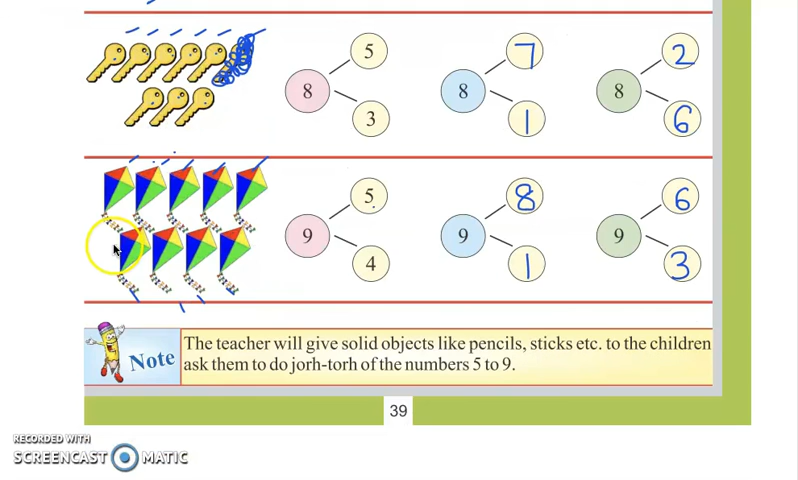 5 7 2
8 8 8
3 1 6
5 8 6
9 9 9
4 1 3
The teacher will give solid objects like pencils, sticks etc. to the children
Note ask them to do jorh-torh of the numbers 5 to 9.
39
RECORDED WITH
SCREENCAST MATIC